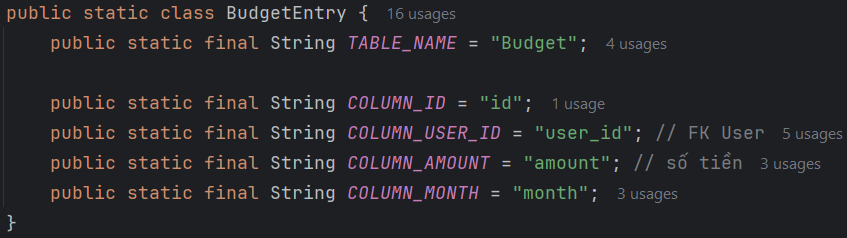 public static class BudgetEntry { 16 usages
public static final String TABLE_NAME = "Budget"; 4 usages
public static final String COLUMN_ID = "id"; 1 usage
public static final String COLUMN_USER_ID = "user_id"; // FK User 5 usages
public static final String COLUMN_AMOUNT = "amount"; // số tiền 3 usages
public static final String COLUMN_MONTH = "month"; 3 usages
}